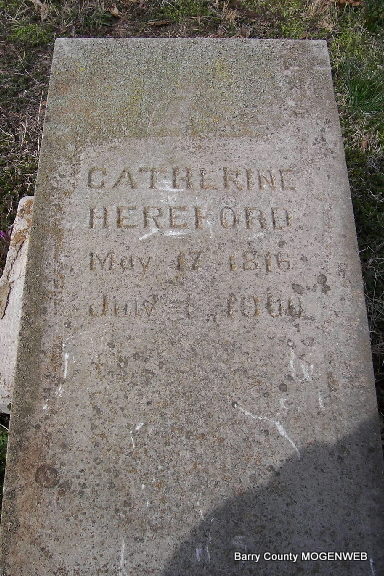 CATHERINE
HEREFORD
May 17 1816
July 1 1900
Barry County MOGENWEB